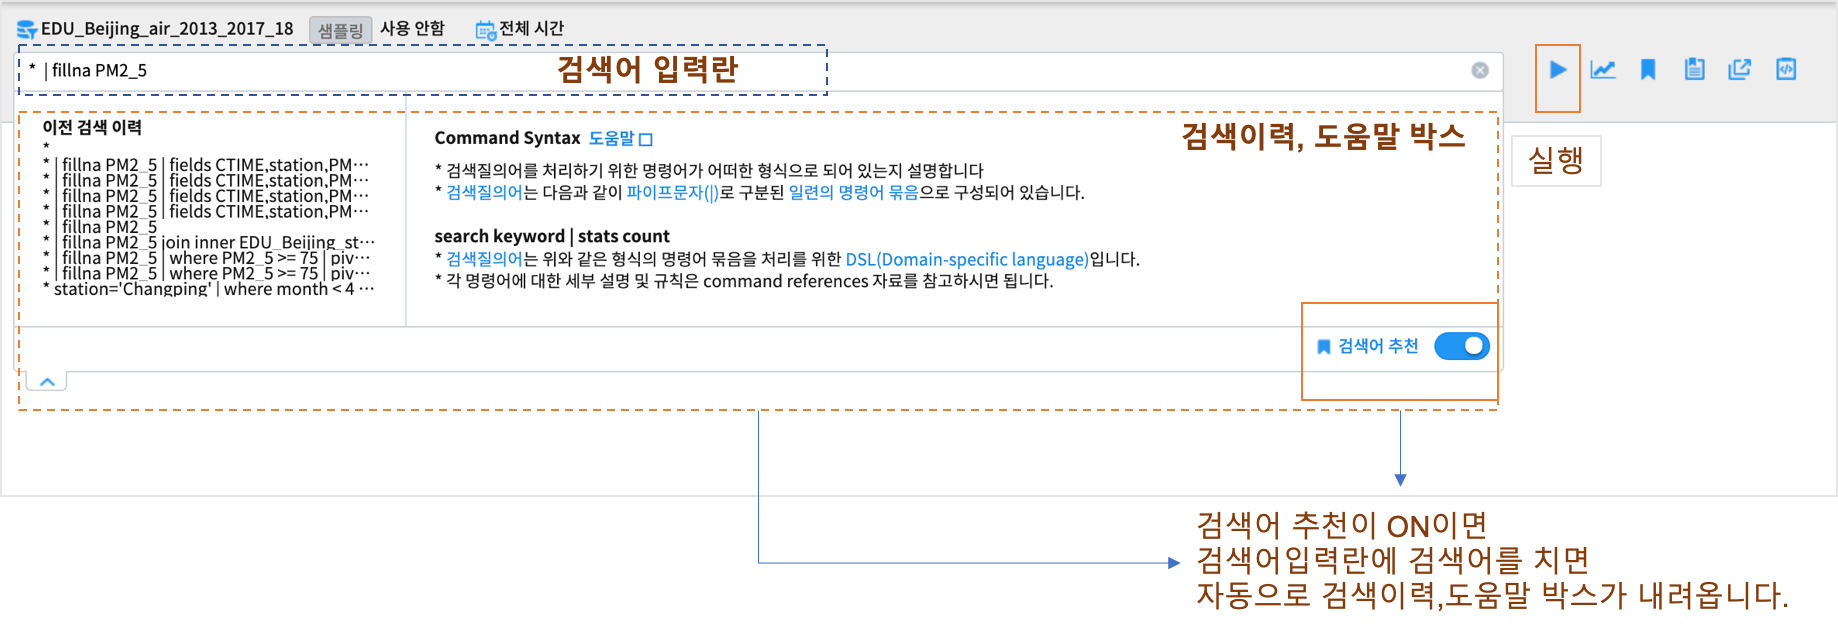 EDU_Beijing_air_2013_2017_18 샘플링 사용 안함 전체 시간
* | fillna PM2_5
검색어 입력란
이전 검색 이력
*
* | fillna PM2_5 | fields CTIME,station,PM···
* | fillna PM2_5 | fields CTIME,station,PM···
* | fillna PM2_5 | fields CTIME,station,PM···
* | fillna PM2_5 | fields CTIME,station,PM···
* | fillna PM2_5
* | fillna PM2_5 join inner EDU_Beijing_st···
* | fillna PM2_5 | where PM2_5 >= 75 | piv···
* | fillna PM2_5 | where PM2_5 >= 75 | piv···
* station='Changping' | where month < 4 ···
검색이력, 도움말 박스
Command Syntax 도움말
* 검색질의어를 처리하기 위한 명령어가 어떠한 형식으로 되어 있는지 설명합니다
* 검색질의어는 다음과 같이 파이프문자(|)로 구분된 일련의 명령어 묶음으로 구성되어 있습니다.
search keyword | stats count
* 검색질의어는 위와 같은 형식의 명령어 묶음을 처리를 위한 DSL(Domain-specific language)입니다.
* 각 명령어에 대한 세부 설명 및 규칙은 command references 자료를 참고하시면 됩니다.
검색어 추천
실행
검색어 추천이 ON이면
검색어입력란에 검색어를 치면
자동으로 검색이력,도움말 박스가 내려옵니다.